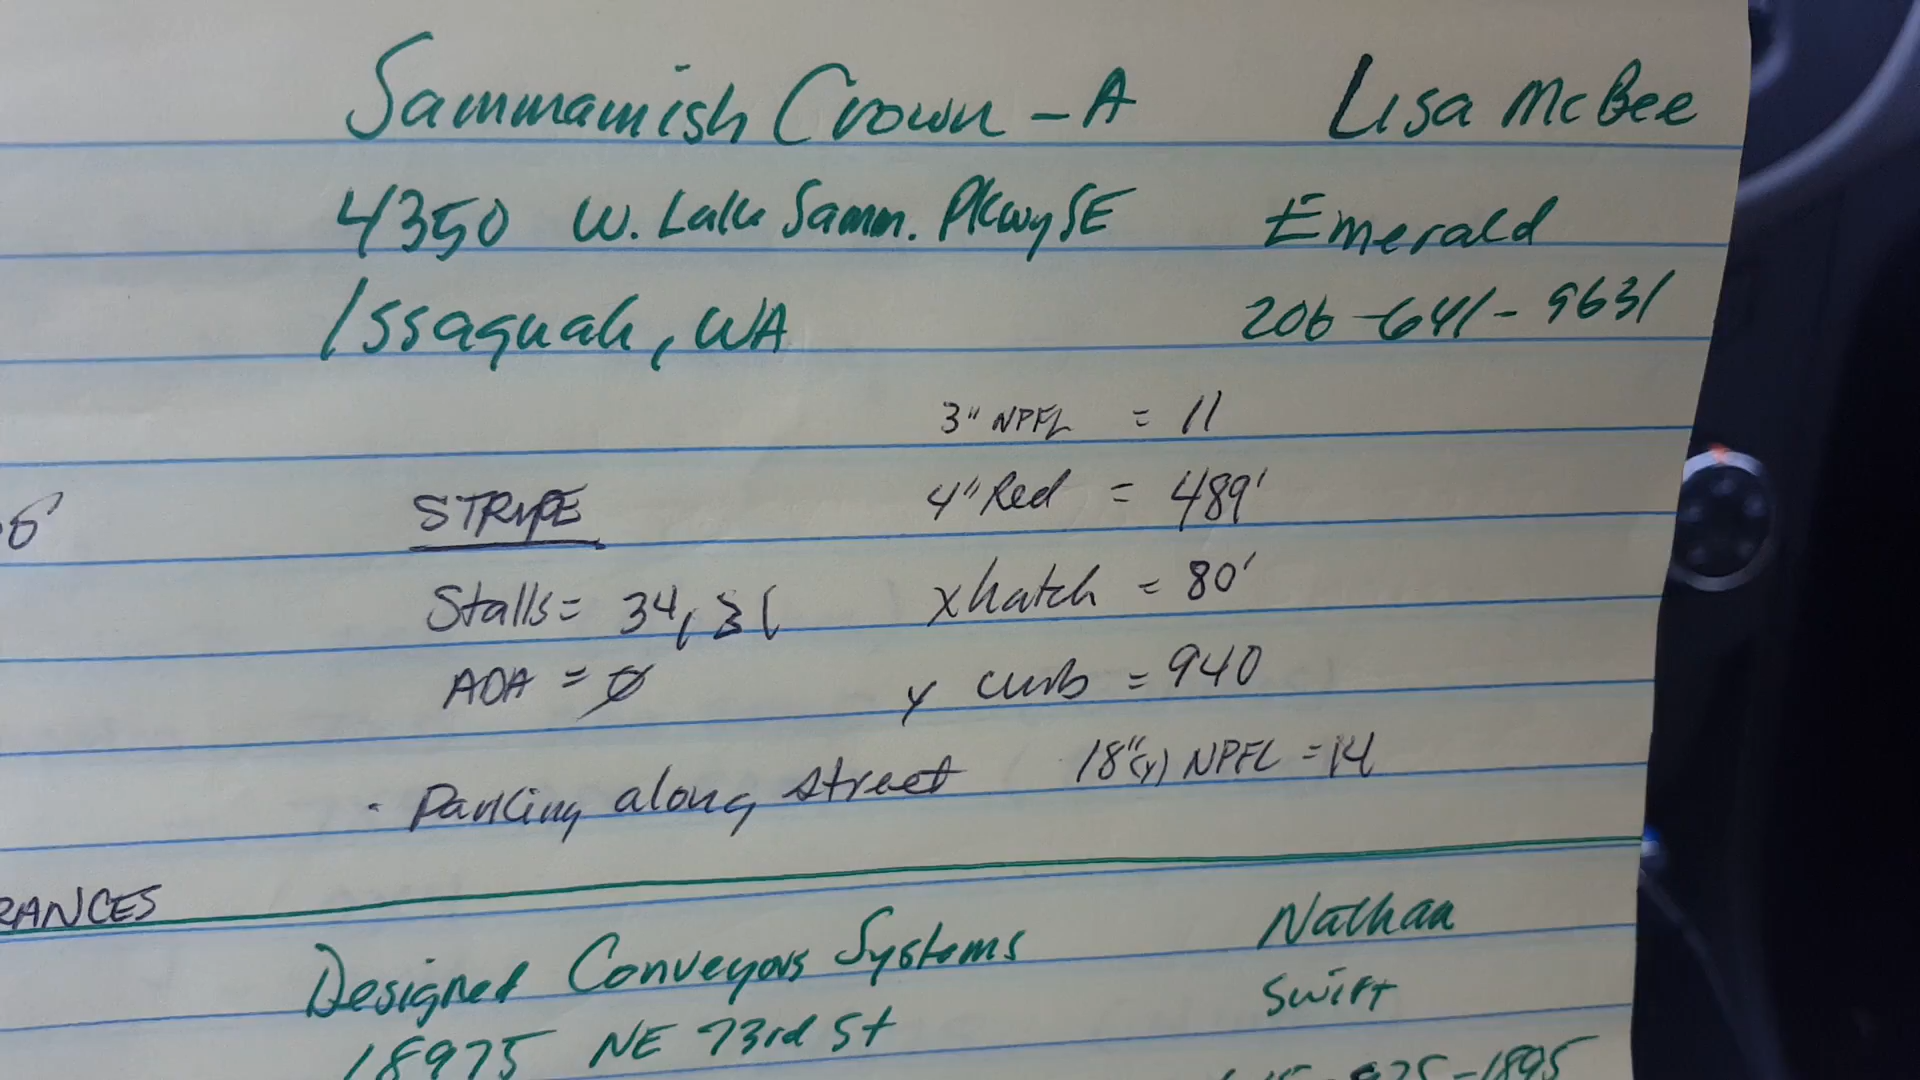 Sammamish Crown - A
Lisa McBee
4350 W. Lake Samm. Pkwy SE
Emerald
Issaquah, WA
206-641-9631
3" NPFL = 11
STRIPE
4" Red = 489'
Stalls = 34, 31
xhatch = 80'
ADA = Ø
y curb = 940
• Parking along street
18" (y) NPFL = 14
RANCES
Designed Conveyors Systems
Nathan
Swift
18975 NE 73rd St
-1895